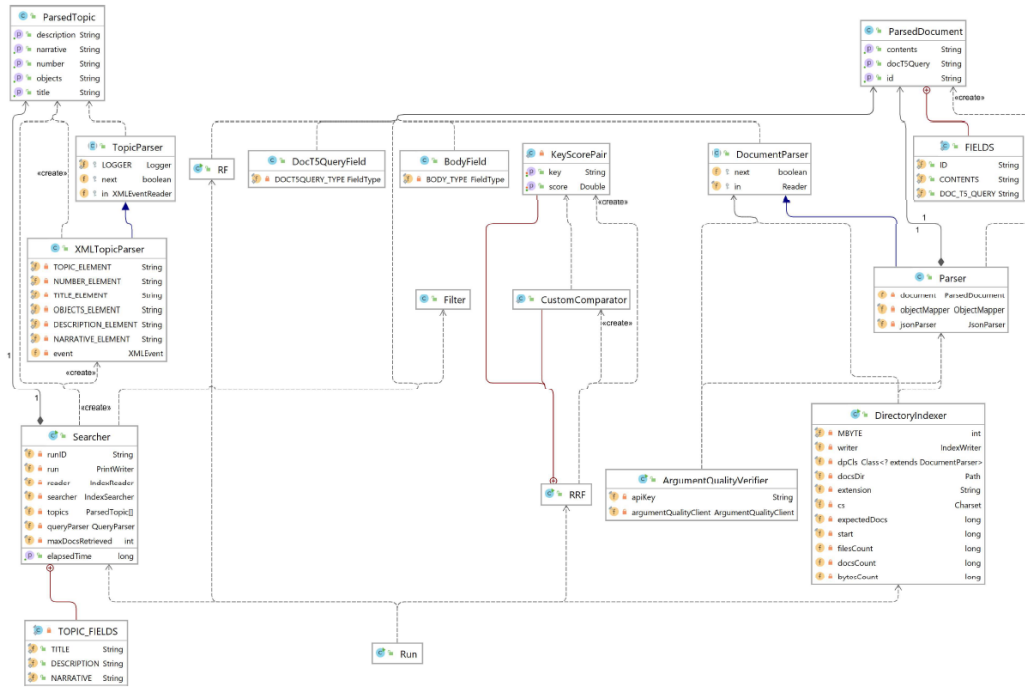 ParsedTopic
description String
narrative String
number String
objects String
title String
ParsedDocument
contents String
docT5Query String
id String
«create»
TopicParser
LOGGER Logger
next boolean
in XMLEventReader
«create»
RF
DocT5QueryField
DOCT5QUERY_TYPE FieldType
BodyField
BODY_TYPE FieldType
KeyScorePair
key String
score Double
«create»
DocumentParser
next boolean
in Reader
FIELDS
ID String
CONTENTS String
DOC_T5_QUERY String
1
1
XMLTopicParser
TOPIC_ELEMENT String
NUMBER_ELEMENT String
TITLE_ELEMENT String
OBJECTS_ELEMENT String
DESCRIPTION_ELEMENT String
NARRATIVE_ELEMENT String
event XMLEvent
«create»
Filter
CustomComparator
«create»
Parser
document ParsedDocument
objectMapper ObjectMapper
jsonParser JsonParser
1
1
«create»
Searcher
runID String
run PrintWriter
reader IndexReader
searcher IndexSearcher
topics ParsedTopic[]
queryParser QueryParser
maxDocsRetrieved int
elapsedTime long
RRF
ArgumentQualityVerifier
apiKey String
argumentQualityClient ArgumentQualityClient
DirectoryIndexer
MBYTE int
writer IndexWriter
dpCls Class<? extends DocumentParser>
docsDir Path
extension String
cs Charset
expectedDocs long
start long
filesCount long
docsCount long
bytesCount long
TOPIC_FIELDS
TITLE String
DESCRIPTION String
NARRATIVE String
Run